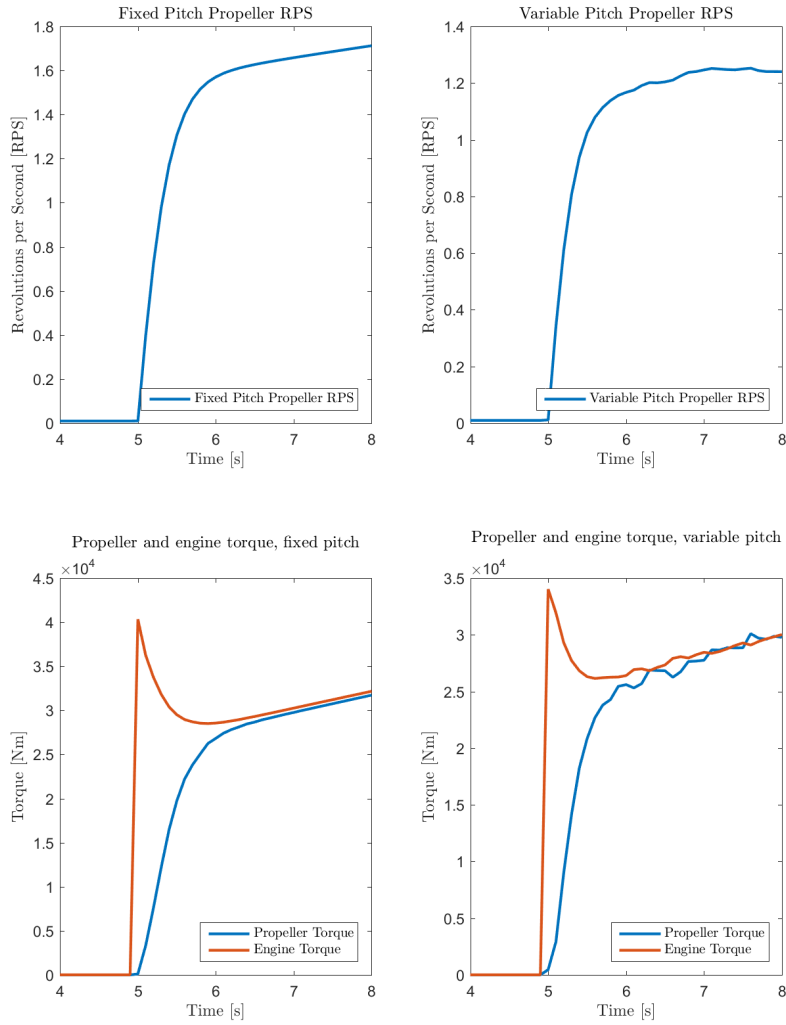 Fixed Pitch Propeller RPS
1.8
1.6
1.4
1.2
1
0.8
0.6
0.4
0.2
0
Revolutions per Second [RPS]
Fixed Pitch Propeller RPS
4 5 6 7 8
Time [s]
Variable Pitch Propeller RPS
1.4
1.2
1
0.8
0.6
0.4
0.2
0
Revolutions per Second [RPS]
Variable Pitch Propeller RPS
4 5 6 7 8
Time [s]
Propeller and engine torque, fixed pitch
×10⁴
4.5
4
3.5
3
2.5
2
1.5
1
0.5
0
Torque [Nm]
Propeller Torque
Engine Torque
4 5 6 7 8
Time [s]
Propeller and engine torque, variable pitch
×10⁴
3.5
3
2.5
2
1.5
1
0.5
0
Torque [Nm]
Propeller Torque
Engine Torque
4 5 6 7 8
Time [s]